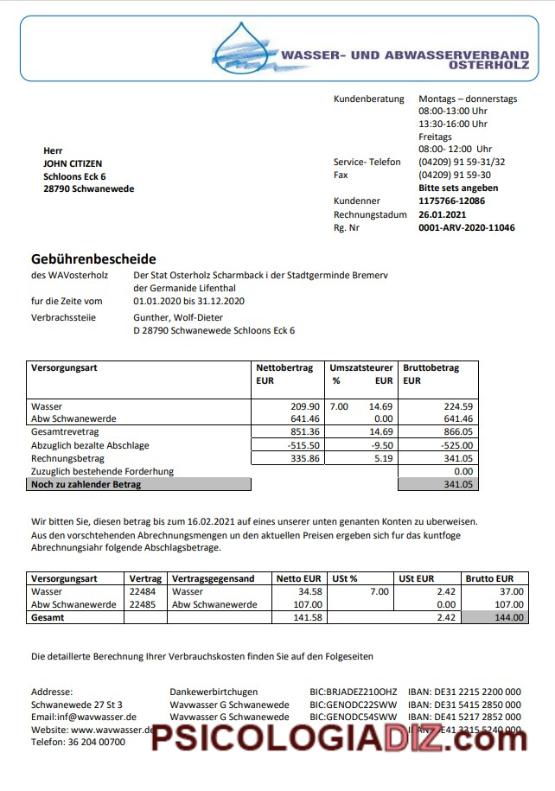 WASSER- UND ABWASSERVERBAND
OSTERHOLZ
Kundenberatung Montags – donnerstags
08:00-13:00 Uhr
13:30-16:00 Uhr
Freitags
08:00- 12:00 Uhr
Service- Telefon (04209) 91 59-31/32
Fax (04209) 91 59-30
Bitte sets angeben
Kundenner 1175766-12086
Rechnungstadum 26.01.2021
Rg. Nr 0001-ARV-2020-11046
Herr
JOHN CITIZEN
Schloons Eck 6
28790 Schwanewede
Gebührenbescheide
des WAVosterholz Der Stat Osterholz Scharmback i der Stadtgerminde Bremerv
der Germanide Lifenthal
fur die Zeite vom 01.01.2020 bis 31.12.2020
Verbrachssteiie Gunther, Wolf-Dieter
D 28790 Schwanewede Schloons Eck 6
Versorgungsart Nettobertrag Umszatsteurer Bruttobetrag
EUR % EUR EUR
Wasser 209.90 7.00 14.69 224.59
Abw Schwanewerde 641.46 0.00 641.46
Gesamtrevetrag 851.36 14.69 866.05
Abzuglich bezalte Abschlage -515.50 -9.50 -525.00
Rechnungsbetrag 335.86 5.19 341.05
Zuzuglich bestehende Forderhung 0.00
Noch zu zahlender Betrag 341.05
Wir bitten Sie, diesen betrag bis zum 16.02.2021 auf eines unserer unten genanten Konten zu uberweisen.
Aus den vorschtehenden Abrechnungsmengen un den aktuellen Preisen ergeben sich fur das kuntfoge
Abrechnungsiahr folgende Abschlagsbetrage.
Versorgungsart Vertrag Vertragsgegensand Netto EUR USt % USt EUR Brutto EUR
Wasser 22484 Wasser 34.58 7.00 2.42 37.00
Abw Schwanewerde 22485 Abw Schwanewerde 107.00 0.00 107.00
Gesamt 141.58 2.42 144.00
Die detaillerte Berechnung Ihrer Verbrauchskosten finden Sie auf den Folgeseiten
Addresse: Dankewerbirtchugen BIC:BRJADEZ21OOHZ IBAN: DE31 2215 2200 000
Schwanewede 27 St 3 Wavwasser G Schwanewede BIC:GENODC22SWW IBAN: DE31 5415 2850 000
Email:inf@wavwasser.de Wavwasser G Schwanewede BIC:GENODC54SWW IBAN: DE41 5217 2852 000
Website: www.wavwasser.de
Telefon: 36 204 00700
PSICOLOGIADIZ.com